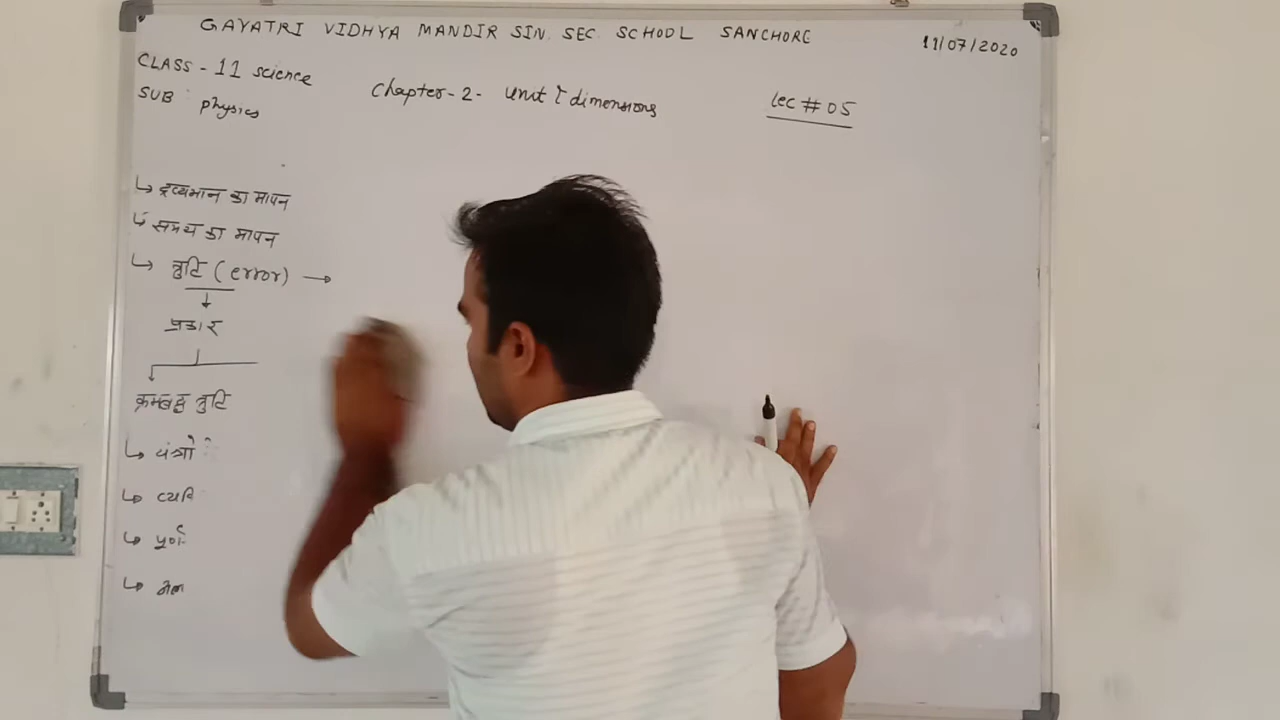 GAYATRI VIDHYA MANDIR SIN. SEC. SCHOOL SANCHORE
11/07/2020
CLASS - 11 science
SUB : physics
Chapter-2- unit & dimensions
Lec # 05
↳ द्रव्यमान का मापन
↳ समय का मापन
↳ त्रुटि (error) →
प्रकार
क्रमबद्ध त्रुटि
↳ यंत्रो
↳ व्यक्ति
↳ पूर्ण